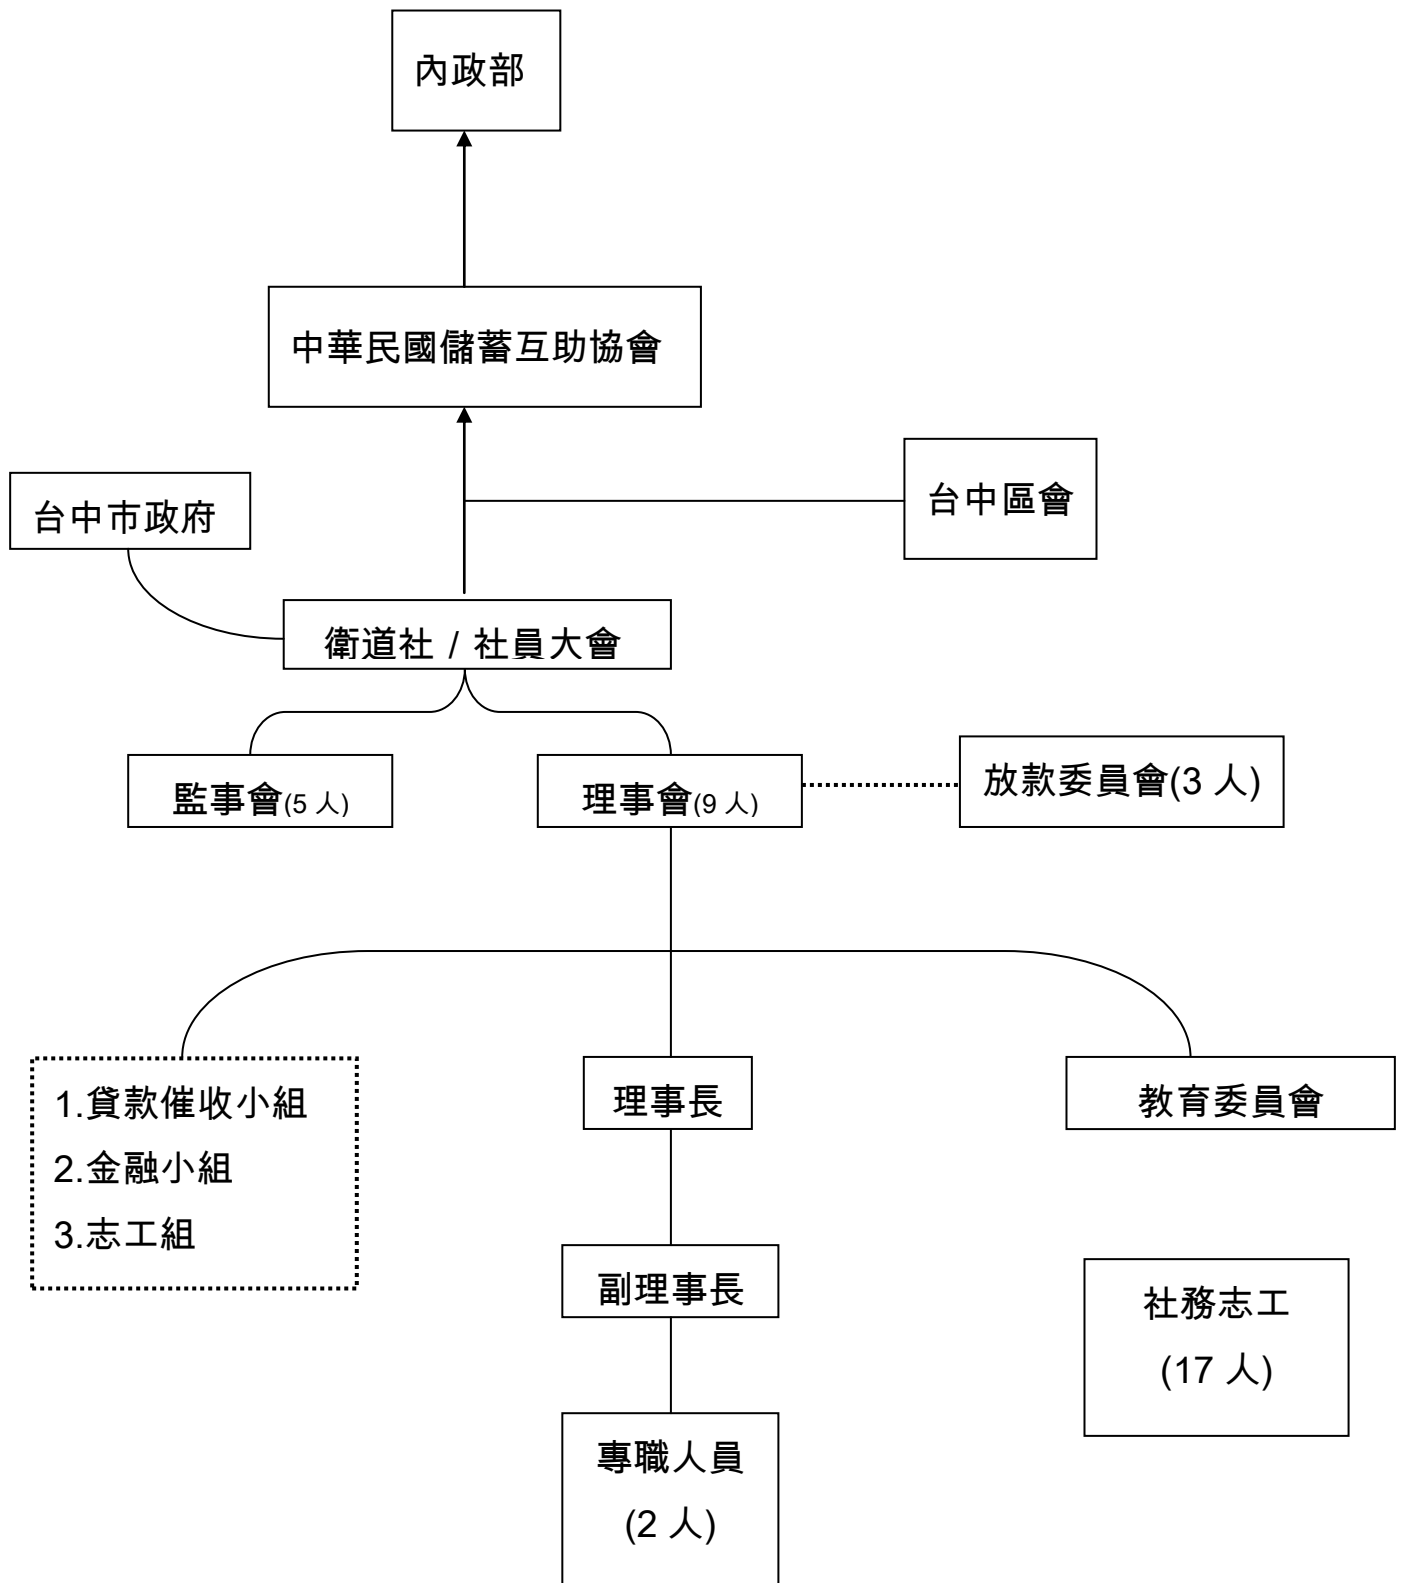 內政部
中華民國儲蓄互助協會
台中區會
台中市政府
衛道社 / 社員大會
監事會(5 人)
理事會(9 人)
放款委員會(3 人)
1.貸款催收小組
2.金融小組
3.志工組
理事長
教育委員會
副理事長
社務志工
(17 人)
專職人員
(2 人)